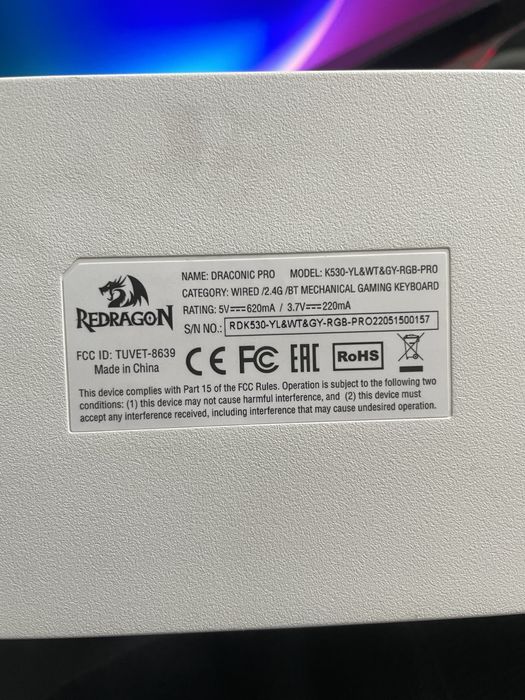 REDRAGON
NAME: DRACONIC PRO MODEL: K530-YL&WT&GY-RGB-PRO
CATEGORY: WIRED /2.4G /BT MECHANICAL GAMING KEYBOARD
RATING: 5V⎓620mA / 3.7V⎓220mA
S/N NO.: RDK530-YL&WT&GY-RGB-PRO22051500157
FCC ID: TUVET-8639
Made in China
CE FC EAC RoHS
This device complies with Part 15 of the FCC Rules. Operation is subject to the following two
conditions: (1) this device may not cause harmful interference, and (2) this device must
accept any interference received, including interference that may cause undesired operation.